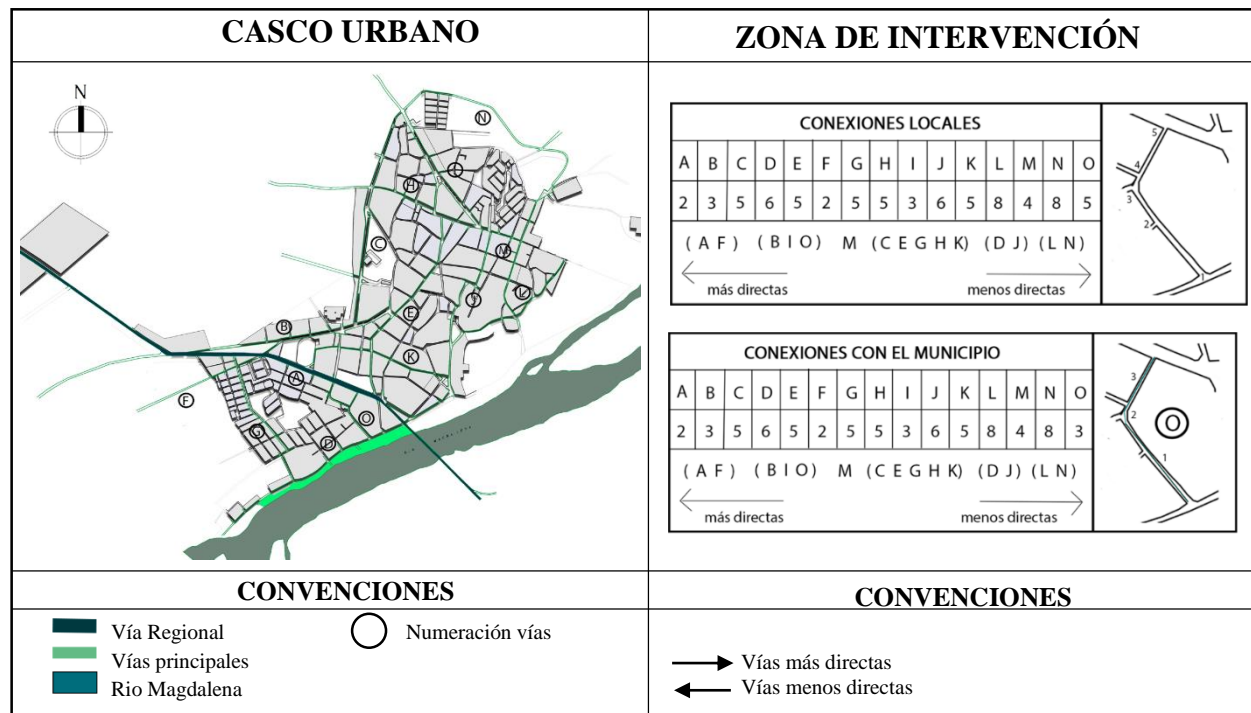 CASCO URBANO
ZONA DE INTERVENCIÓN
N
N
I
H
C
M
J
L
E
B
K
A
F
O
G
D
CONEXIONES LOCALES
A B C D E F G H I J K L M N O
2 3 5 6 5 2 5 5 3 6 5 8 4 8 5
( A F ) ( B I O ) M ( C E G H K ) ( D J ) ( L N )
más directas menos directas
5
4
3
2
1
CONEXIONES CON EL MUNICIPIO
A B C D E F G H I J K L M N O
2 3 5 6 5 2 5 5 3 6 5 8 4 8 3
( A F ) ( B I O ) M ( C E G H K ) ( D J ) ( L N )
más directas menos directas
3
2
O
1
CONVENCIONES
Vía Regional
Numeración vías
Vías principales
Rio Magdalena
CONVENCIONES
Vías más directas
Vías menos directas